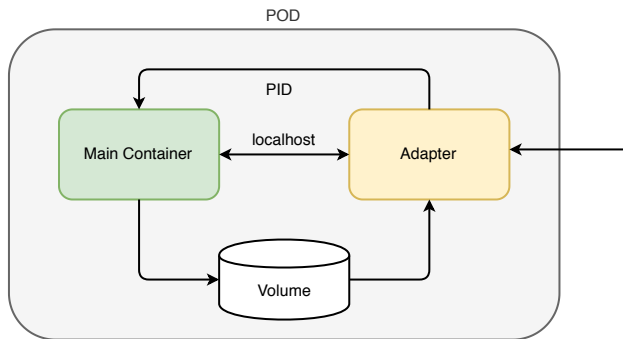 POD
PID
Main Container
localhost
Adapter
Volume